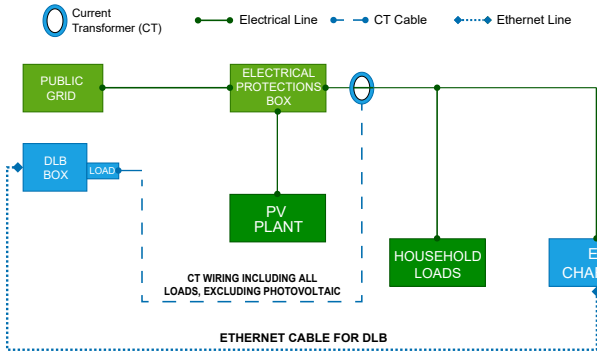 Current
Transformer (CT)
Electrical Line
CT Cable
Ethernet Line
PUBLIC
GRID
ELECTRICAL
PROTECTIONS
BOX
DLB
BOX
LOAD
PV
PLANT
HOUSEHOLD
LOADS
CT WIRING INCLUDING ALL
LOADS, EXCLUDING PHOTOVOLTAIC
ETHERNET CABLE FOR DLB